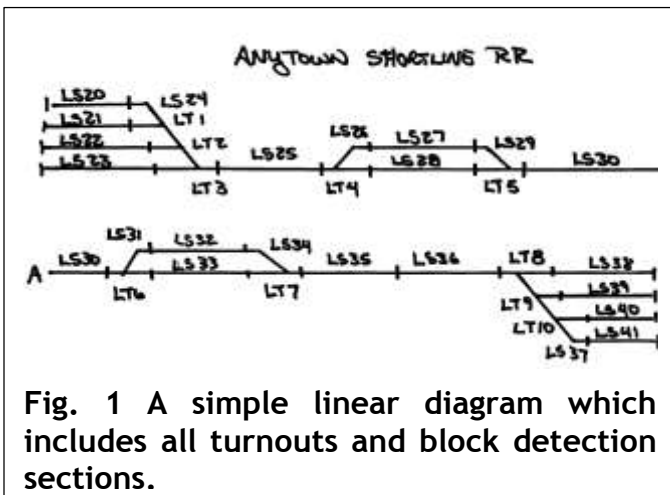 ANYTOWN SHORTLINE RR
LS20 LS24
LS21 LT1
LS22 LT2
LS23 LT3 LS25 LS26 LS27 LS29
LT4 LS28 LT5 LS30
LS31 LS32 LS34
A LS30 LT6 LS33 LT7 LS35 LS36 LT8 LS38
LT9 LS39
LT10 LS40
LS37 LS41
Fig. 1 A simple linear diagram which
includes all turnouts and block detection
sections.